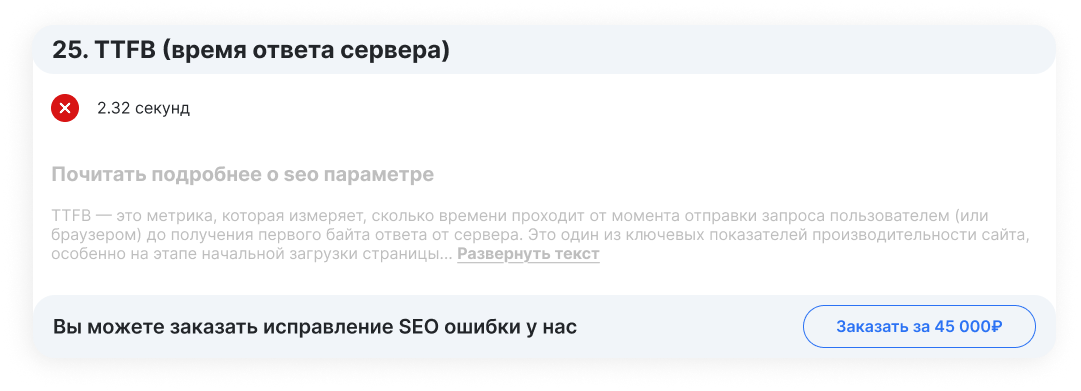 25. TTFB (время ответа сервера)
2.32 секунд
Почитать подробнее о seo параметре
TTFB — это метрика, которая измеряет, сколько времени проходит от момента отправки запроса пользователем (или
браузером) до получения первого байта ответа от сервера. Это один из ключевых показателей производительности сайта,
особенно на этапе начальной загрузки страницы... Развернуть текст
Вы можете заказать исправление SEO ошибки у нас
Заказать за 45 000₽